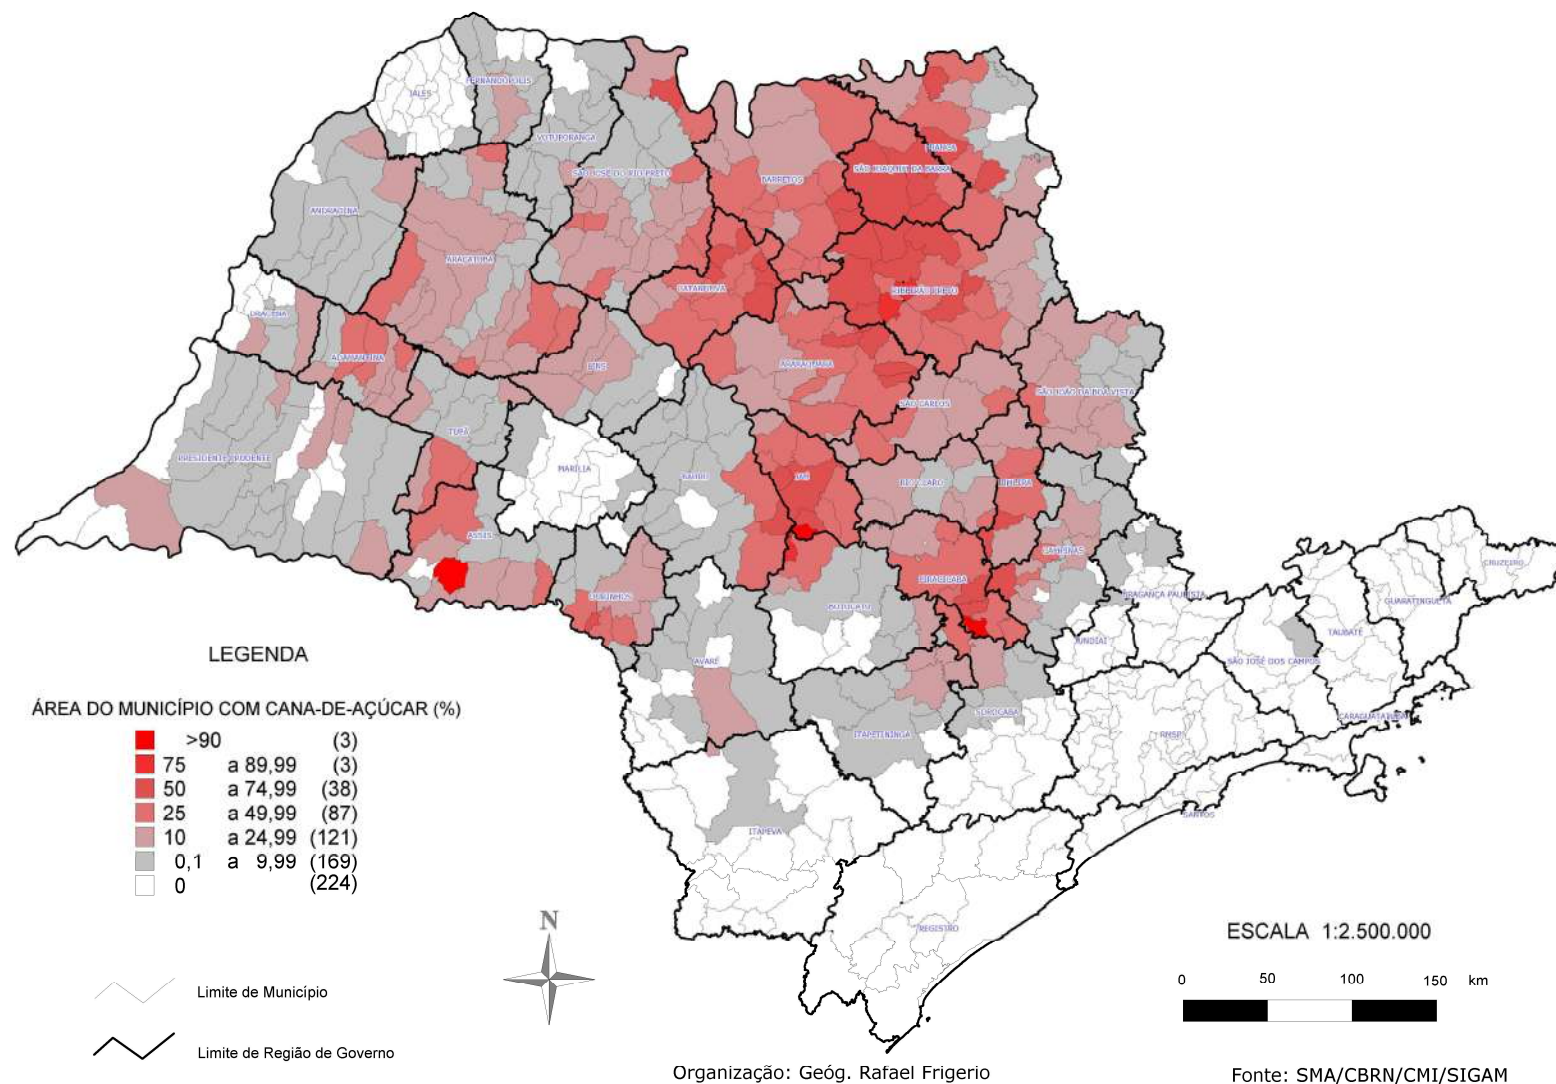 JALES
FERNANDÓPOLIS
VOTUPORANGA
SÃO JOSÉ DO RIO PRETO
BARRETOS
SÃO JOAQUIM DA BARRA
FRANCA
ANDRADINA
ARAÇATUBA
CATANDUVA
RIBEIRÃO PRETO
DRACENA
ADAMANTINA
LINS
ARARAQUARA
SÃO CARLOS
SÃO JOÃO DA BOA VISTA
TUPÃ
PRESIDENTE PRUDENTE
MARÍLIA
BAURU
JAÚ
RIO CLARO
LIMEIRA
ASSIS
CAMPINAS
PIRACICABA
OURINHOS
BOTUCATU
BRAGANÇA PAULISTA
CRUZEIRO
GUARATINGUETÁ
TAUBATÉ
JUNDIAÍ
AVARÉ
SÃO JOSÉ DOS CAMPOS
SOROCABA
CARAGUATATUBA
ITAPETININGA
RMSP
SANTOS
ITAPEVA
REGISTRO
LEGENDA
ÁREA DO MUNICÍPIO COM CANA-DE-AÇÚCAR (%)
>90 (3)
75 a 89,99 (3)
50 a 74,99 (38)
25 a 49,99 (87)
10 a 24,99 (121)
0,1 a 9,99 (169)
0 (224)
N
ESCALA 1:2.500.000
0 50 100 150 km
Limite de Município
Limite de Região de Governo
Organização: Geóg. Rafael Frigerio
Fonte: SMA/CBRN/CMI/SIGAM